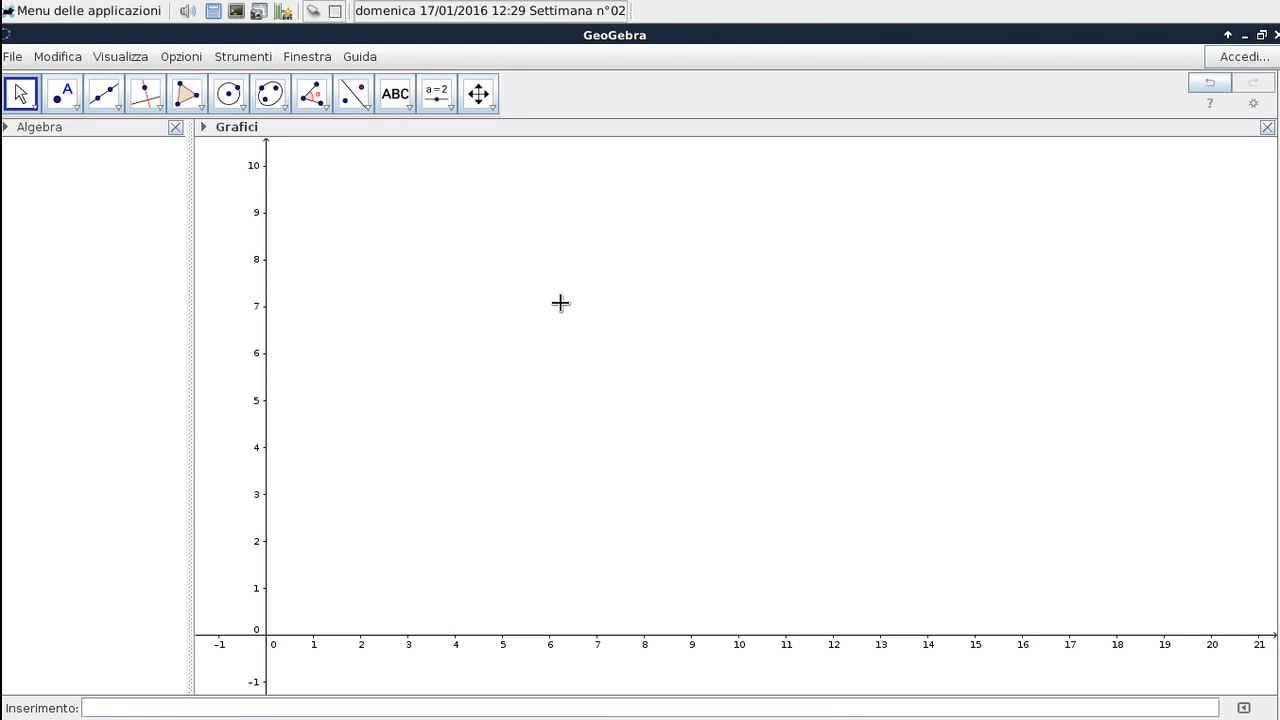 Menu delle applicazioni domenica 17/01/2016 12:29 Settimana n°02
GeoGebra
File Modifica Visualizza Opzioni Strumenti Finestra Guida Accedi...
A α ABC a=2 ?
Algebra Grafici
10
9
8
7
6
5
4
3
2
1
0
-1 0 1 2 3 4 5 6 7 8 9 10 11 12 13 14 15 16 17 18 19 20 21
-1
Inserimento: